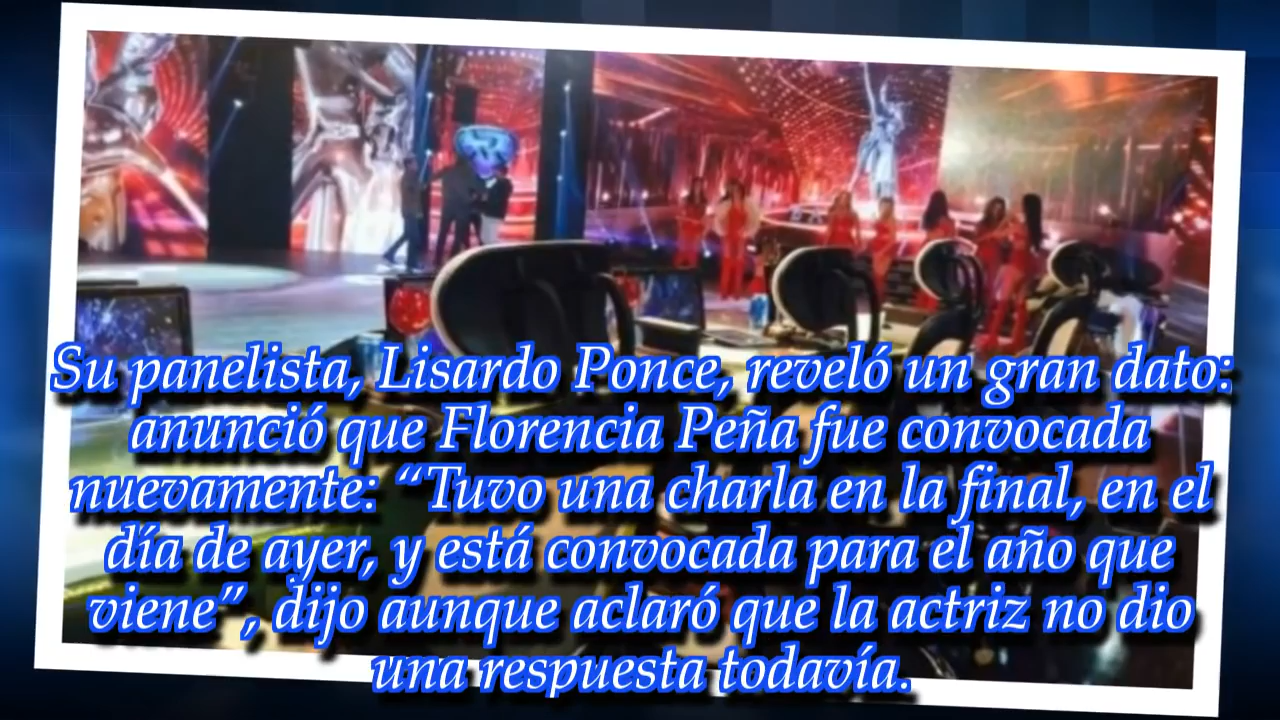 Su panelista, Lisardo Ponce, reveló un gran dato:
anunció que Florencia Peña fue convocada
nuevamente: “Tuvo una charla en la final, en el
día de ayer, y está convocada para el año que
viene”, dijo aunque aclaró que la actriz no dio
una respuesta todavía.